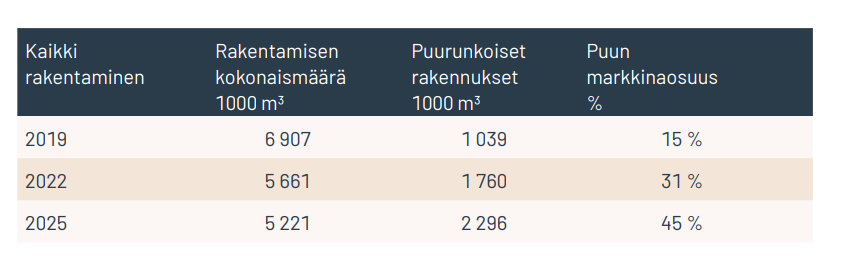 Kaikki rakentaminen Rakentamisen kokonaismäärä 1000 m³ Puurunkoiset rakennukset 1000 m³ Puun markkinaosuus %
2019 6 907 1 039 15 %
2022 5 661 1 760 31 %
2025 5 221 2 296 45 %